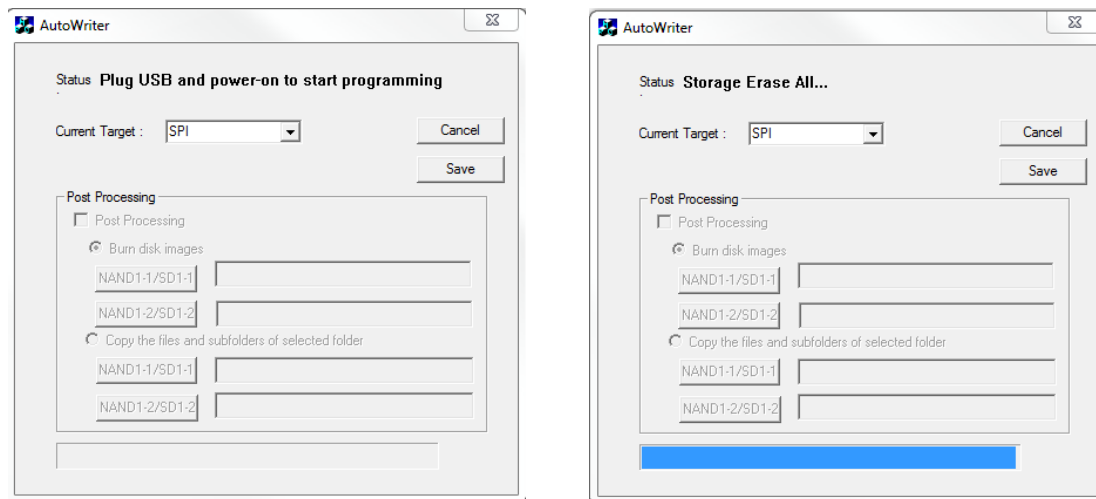 AutoWriter
Status : Plug USB and power-on to start programming
Current Target : SPI
Cancel
Save
Post Processing
Post Processing
Burn disk images
NAND1-1/SD1-1
NAND1-2/SD1-2
Copy the files and subfolders of selected folder
NAND1-1/SD1-1
NAND1-2/SD1-2
AutoWriter
Status : Storage Erase All...
Current Target : SPI
Cancel
Save
Post Processing
Post Processing
Burn disk images
NAND1-1/SD1-1
NAND1-2/SD1-2
Copy the files and subfolders of selected folder
NAND1-1/SD1-1
NAND1-2/SD1-2